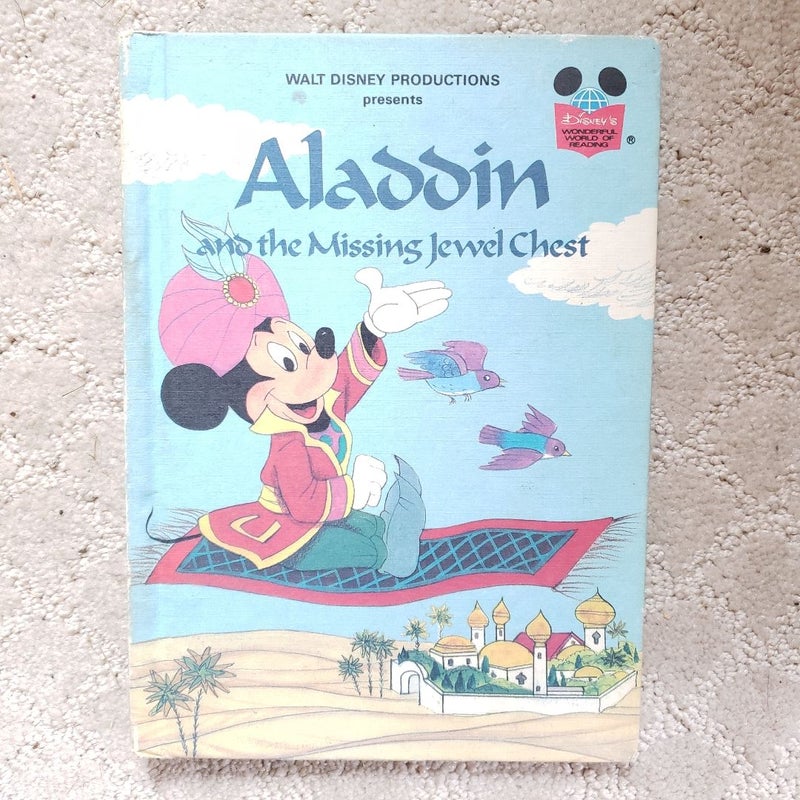 WALT DISNEY PRODUCTIONS
presents
DISNEY'S
WONDERFUL
WORLD OF
READING
®
Aladdin
and the Missing Jewel Chest